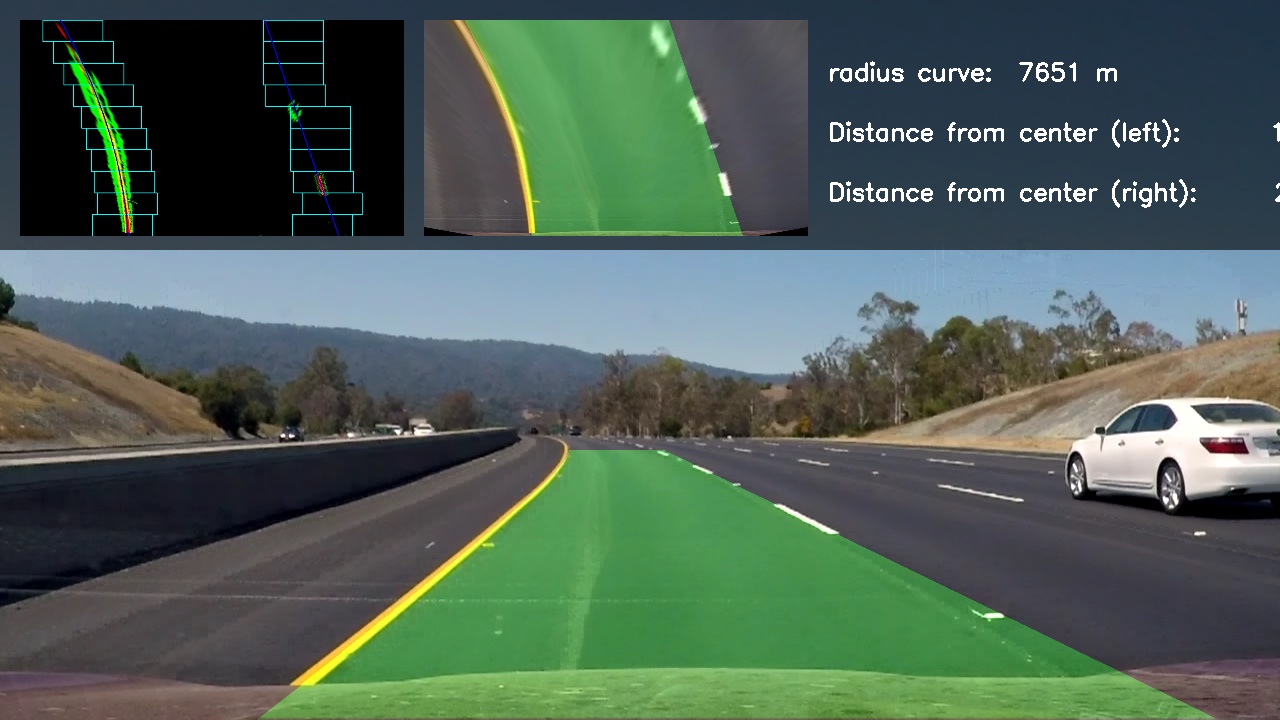 radius curve: 7651 m
Distance from center (left):
Distance from center (right):